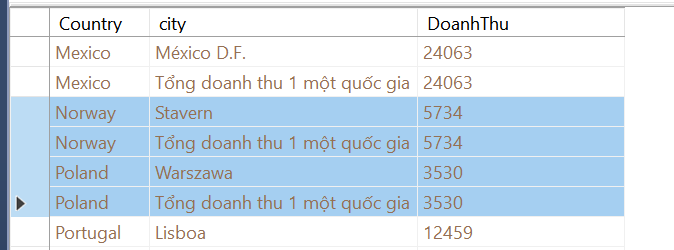 Country city DoanhThu
Mexico México D.F. 24063
Mexico Tổng doanh thu 1 một quốc gia 24063
Norway Stavern 5734
Norway Tổng doanh thu 1 một quốc gia 5734
Poland Warszawa 3530
Poland Tổng doanh thu 1 một quốc gia 3530
Portugal Lisboa 12459